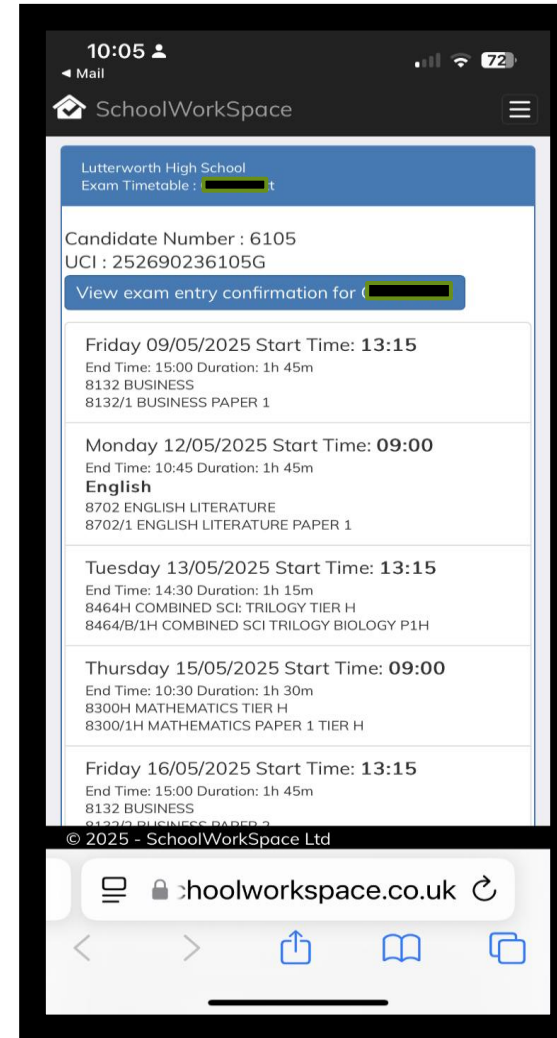 10:05
72
◄ Mail
SchoolWorkSpace
Lutterworth High School
Exam Timetable :
Candidate Number : 6105
UCI : 252690236105G
View exam entry confirmation for
Friday 09/05/2025 Start Time: 13:15
End Time: 15:00 Duration: 1h 45m
8132 BUSINESS
8132/1 BUSINESS PAPER 1
Monday 12/05/2025 Start Time: 09:00
End Time: 10:45 Duration: 1h 45m
English
8702 ENGLISH LITERATURE
8702/1 ENGLISH LITERATURE PAPER 1
Tuesday 13/05/2025 Start Time: 13:15
End Time: 14:30 Duration: 1h 15m
8464H COMBINED SCI: TRILOGY TIER H
8464/B/1H COMBINED SCI TRILOGY BIOLOGY P1H
Thursday 15/05/2025 Start Time: 09:00
End Time: 10:30 Duration: 1h 30m
8300H MATHEMATICS TIER H
8300/1H MATHEMATICS PAPER 1 TIER H
Friday 16/05/2025 Start Time: 13:15
End Time: 15:00 Duration: 1h 45m
8132 BUSINESS
8132/2 BUSINESS PAPER 2
© 2025 - SchoolWorkSpace Ltd
hoolworkspace.co.uk